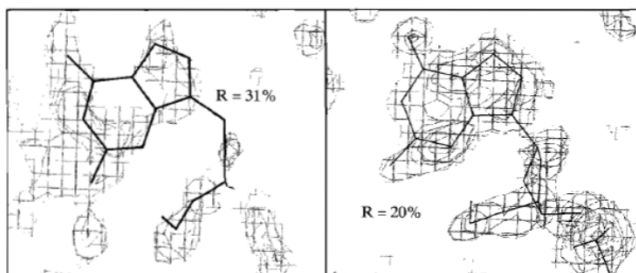 R = 31%
R = 20%